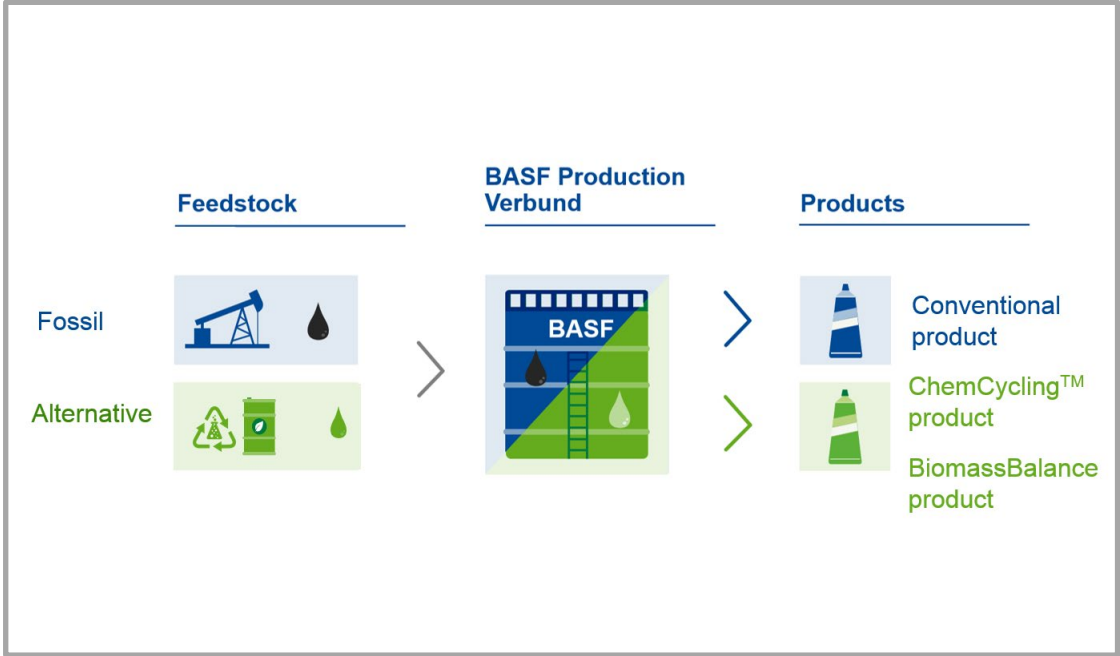 Feedstock
BASF Production
Verbund
Products
Fossil
BASF
Conventional
product
Alternative
ChemCycling™
product
BiomassBalance
product